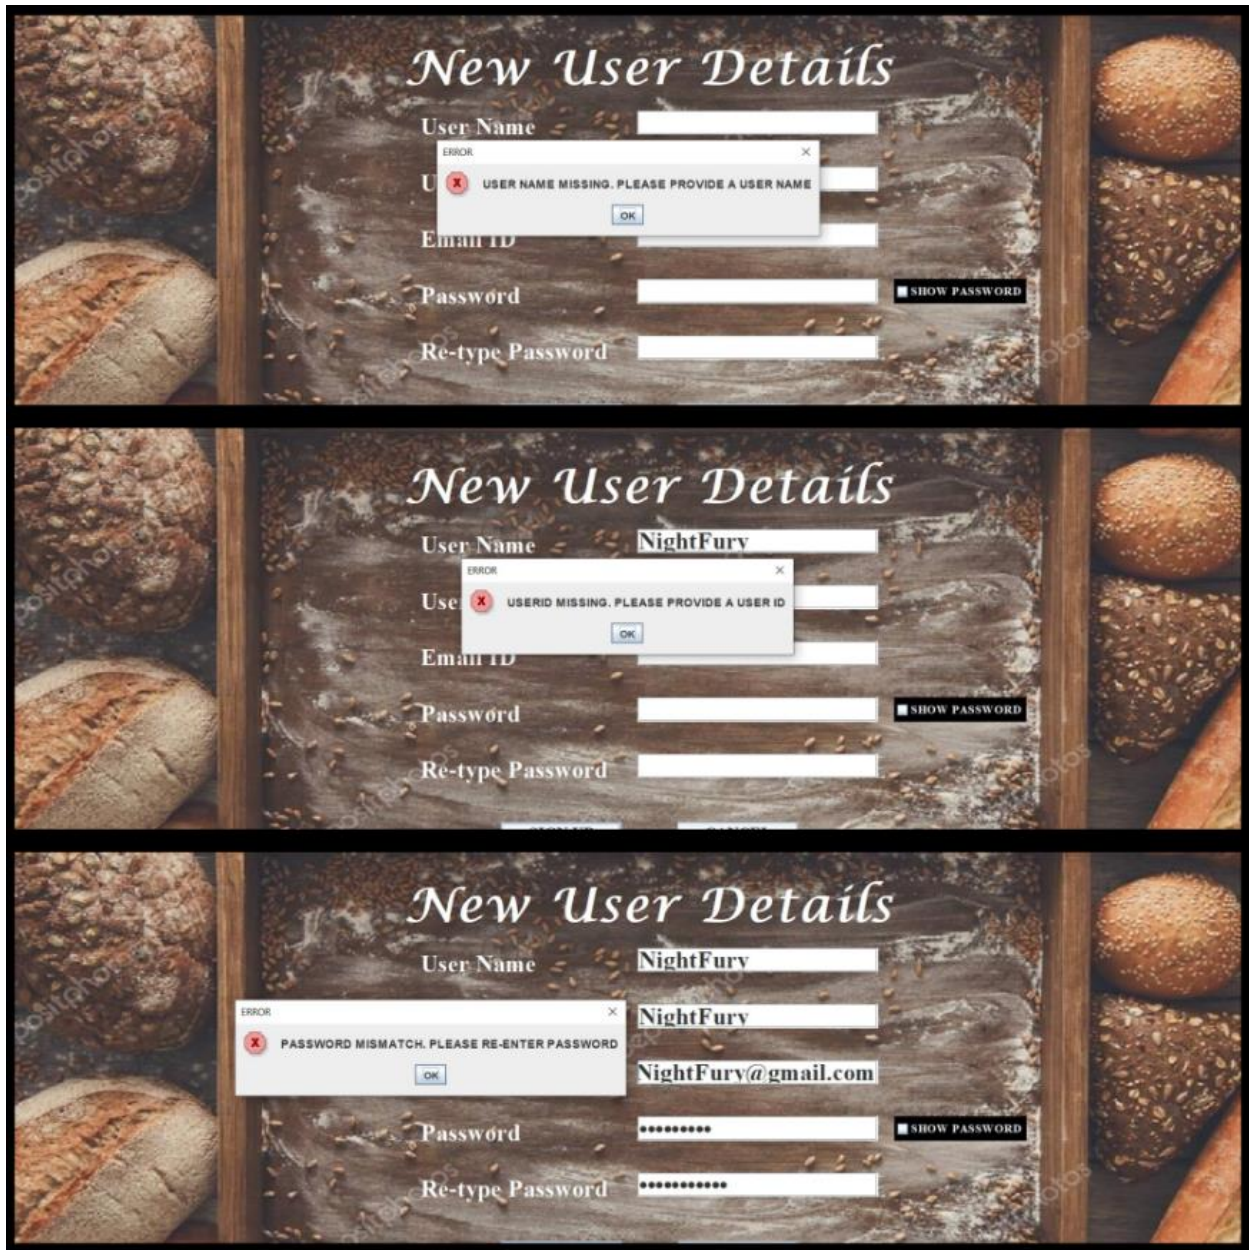 New User Details
User Name
ERROR
USER NAME MISSING. PLEASE PROVIDE A USER NAME
OK
Email ID
Password
SHOW PASSWORD
Re-type Password
New User Details
User Name NightFury
ERROR
USERID MISSING. PLEASE PROVIDE A USER ID
OK
Email ID
Password
SHOW PASSWORD
Re-type Password
New User Details
User Name NightFury
ERROR
NightFury
PASSWORD MISMATCH. PLEASE RE-ENTER PASSWORD
OK
NightFury@gmail.com
Password •••••••••
SHOW PASSWORD
Re-type Password •••••••••••